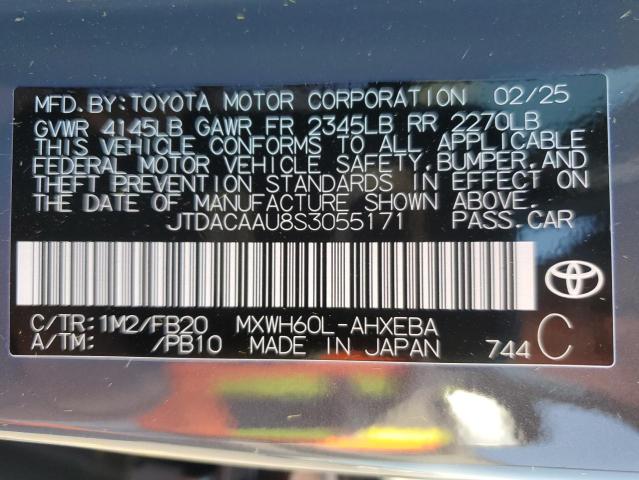 MFD. BY: TOYOTA MOTOR CORPORATION 02/25
GVWR 4145LB GAWR FR 2345LB RR 2270LB
THIS VEHICLE CONFORMS TO ALL APPLICABLE
FEDERAL MOTOR VEHICLE SAFETY, BUMPER, AND
THEFT PREVENTION STANDARDS IN EFFECT ON
THE DATE OF MANUFACTURE SHOWN ABOVE.
JTDACAAU8S3055171 PASS. CAR
C/TR: 1M2/FB20 MXWH60L-AHXEBA
A/TM: /PB10 MADE IN JAPAN 744 C